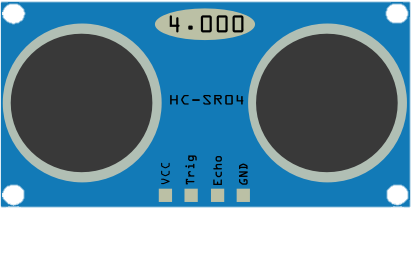 4.000
HC-SR04
VCC
Trig
Echo
GND